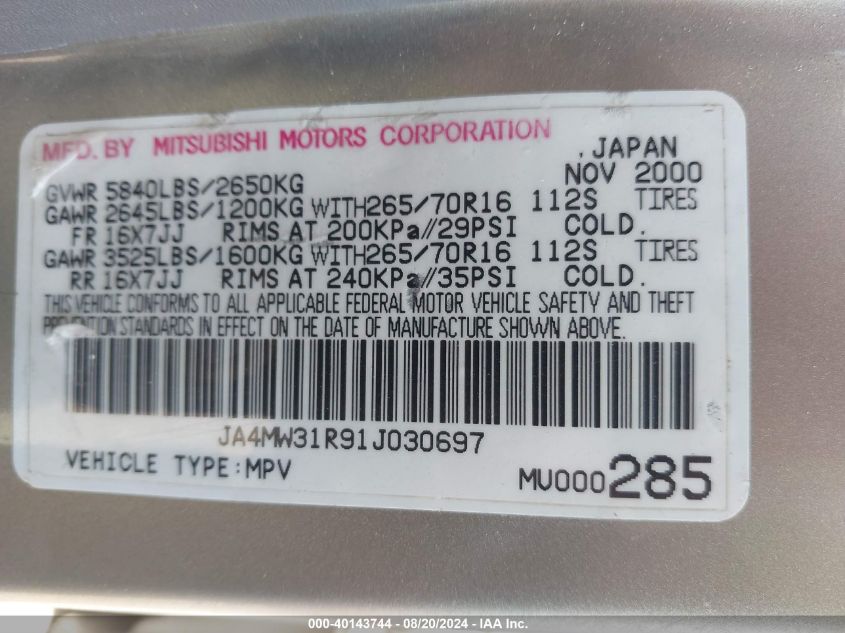 MFD. BY MITSUBISHI MOTORS CORPORATION
, JAPAN
GVWR 5840LBS/2650KG NOV 2000
GAWR 2645LBS/1200KG WITH265/70R16 112S TIRES
FR 16X7JJ RIMS AT 200KPa//29PSI COLD.
GAWR 3525LBS/1600KG WITH265/70R16 112S TIRES
RR 16X7JJ RIMS AT 240KPa//35PSI COLD.
THIS VEHICLE CONFORMS TO ALL APPLICABLE FEDERAL MOTOR VEHICLE SAFETY AND THEFT
PREVENTION STANDARDS IN EFFECT ON THE DATE OF MANUFACTURE SHOWN ABOVE.
JA4MW31R91J030697
VEHICLE TYPE:MPV
MU000285
000-40143744 / 08/20/2024 - IAA Inc.